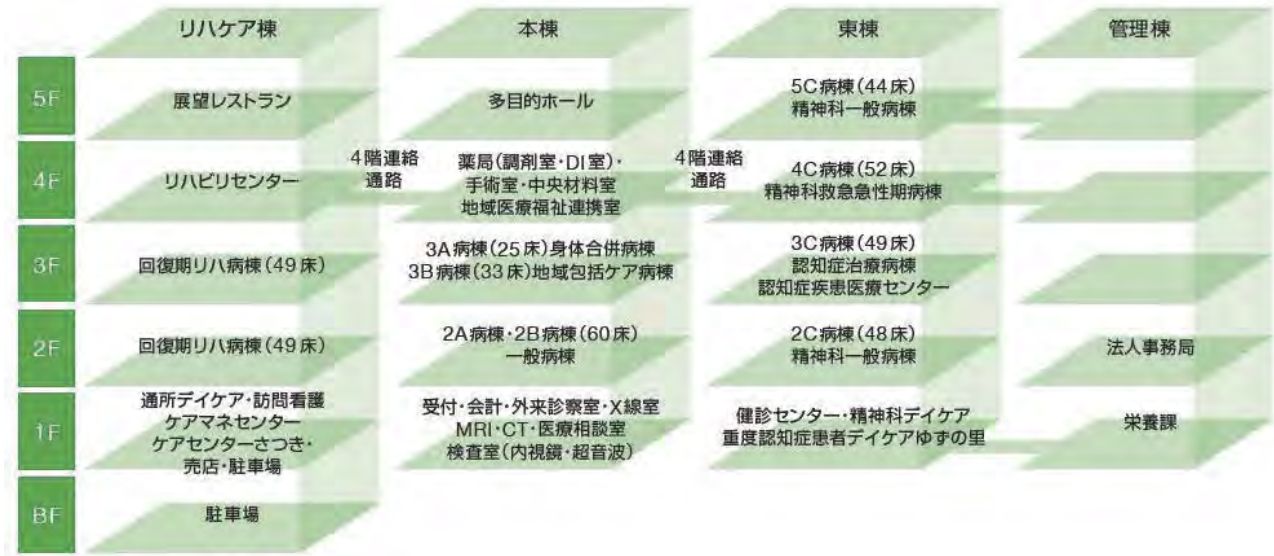 リハケア棟
本棟
東棟
管理棟
5F
展望レストラン
多目的ホール
5C病棟(44床)
精神科一般病棟
4F
リハビリセンター
4階連絡
通路
薬局(調剤室・DI室)・
手術室・中央材料室
地域医療福祉連携室
4階連絡
通路
4C病棟(52床)
精神科救急急性期病棟
3F
回復期リハ病棟(49床)
3A病棟(25床)身体合併病棟
3B病棟(33床)地域包括ケア病棟
3C病棟(49床)
認知症治療病棟
認知症疾患医療センター
2F
回復期リハ病棟(49床)
2A病棟・2B病棟(60床)
一般病棟
2C病棟(48床)
精神科一般病棟
法人事務局
1F
通所デイケア・訪問看護
ケアマネセンター
ケアセンターさつき・
売店・駐車場
受付・会計・外来診察室・X線室
MRI・CT・医療相談室
検査室(内視鏡・超音波)
健診センター・精神科デイケア
重度認知症患者デイケアゆずの里
栄養課
BF
駐車場